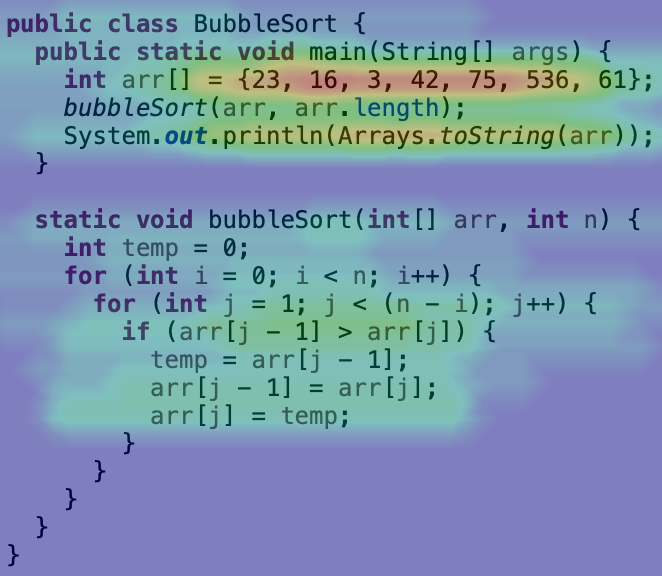 public class BubbleSort {
  public static void main(String[] args) {
    int arr[] = {23, 16, 3, 42, 75, 536, 61};
    bubbleSort(arr, arr.length);
    System.out.println(Arrays.toString(arr));
  }

  static void bubbleSort(int[] arr, int n) {
    int temp = 0;
    for (int i = 0; i < n; i++) {
      for (int j = 1; j < (n - i); j++) {
        if (arr[j - 1] > arr[j]) {
          temp = arr[j - 1];
          arr[j - 1] = arr[j];
          arr[j] = temp;
        }
      }
    }
  }
}